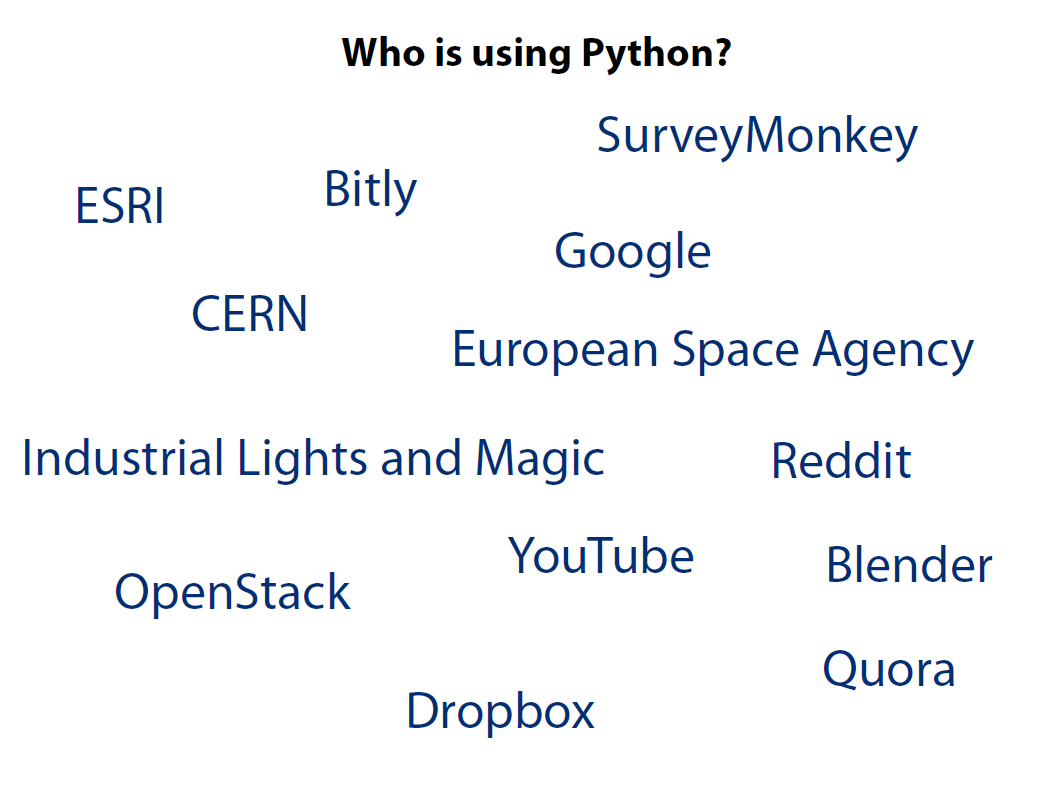 Who is using Python?
SurveyMonkey
Bitly
ESRI
Google
CERN
European Space Agency
Industrial Lights and Magic
Reddit
YouTube
Blender
OpenStack
Quora
Dropbox